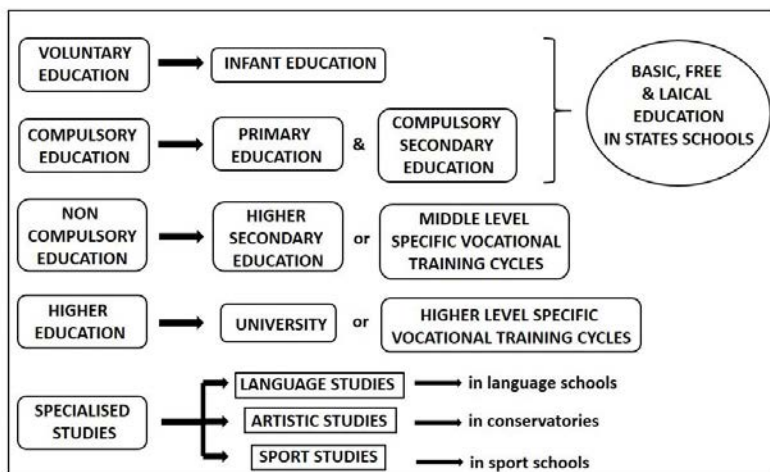 VOLUNTARY
EDUCATION
INFANT EDUCATION
BASIC, FREE
& LAICAL
EDUCATION
IN STATES SCHOOLS
COMPULSORY
EDUCATION
PRIMARY
EDUCATION
&
COMPULSORY
SECONDARY
EDUCATION
NON
COMPULSORY
EDUCATION
HIGHER
SECONDARY
EDUCATION
or
MIDDLE LEVEL
SPECIFIC VOCATIONAL
TRAINING CYCLES
HIGHER
EDUCATION
UNIVERSITY
or
HIGHER LEVEL SPECIFIC
VOCATIONAL TRAINING CYCLES
SPECIALISED
STUDIES
LANGUAGE STUDIES
in language schools
ARTISTIC STUDIES
in conservatories
SPORT STUDIES
in sport schools